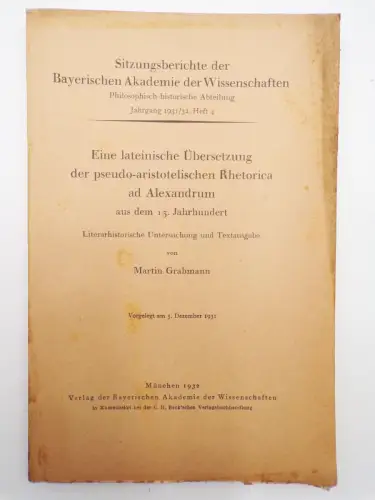 Sitzungsberichte der
Bayerischen Akademie der Wissenschaften
Philosophisch-historische Abteilung
Jahrgang 1931/32, Heft 4
Eine lateinische Übersetzung
der pseudo-aristotelischen Rhetorica
ad Alexandrum
aus dem 13. Jahrhundert
Literarhistorische Untersuchung und Textausgabe
von
Martin Grabmann
Vorgelegt am 5. Dezember 1931
München 1932
Verlag der Bayerischen Akademie der Wissenschaften
in Kommission bei der C. H. Beck'schen Verlagsbuchhandlung